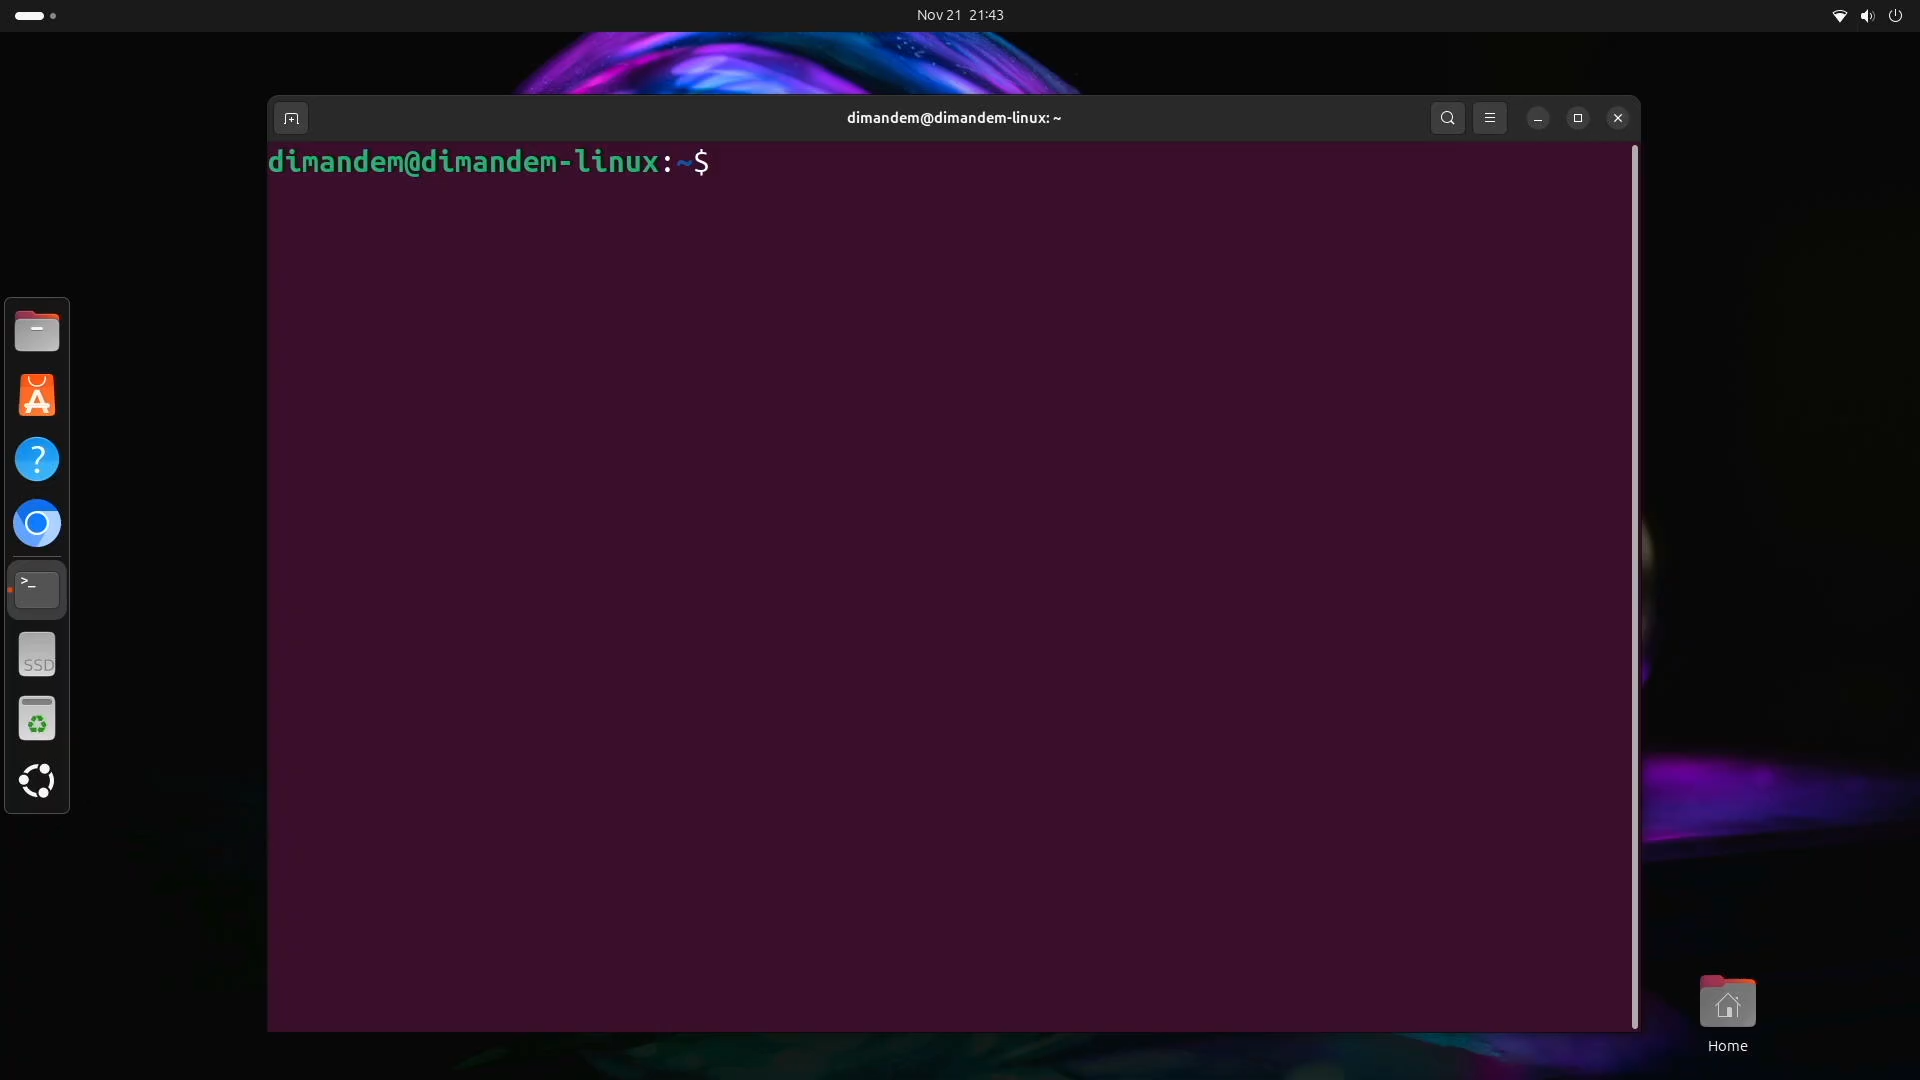 Nov 21 21:43
dimandem@dimandem-linux: ~
dimandem@dimandem-linux:~$
>_
SSD
Home